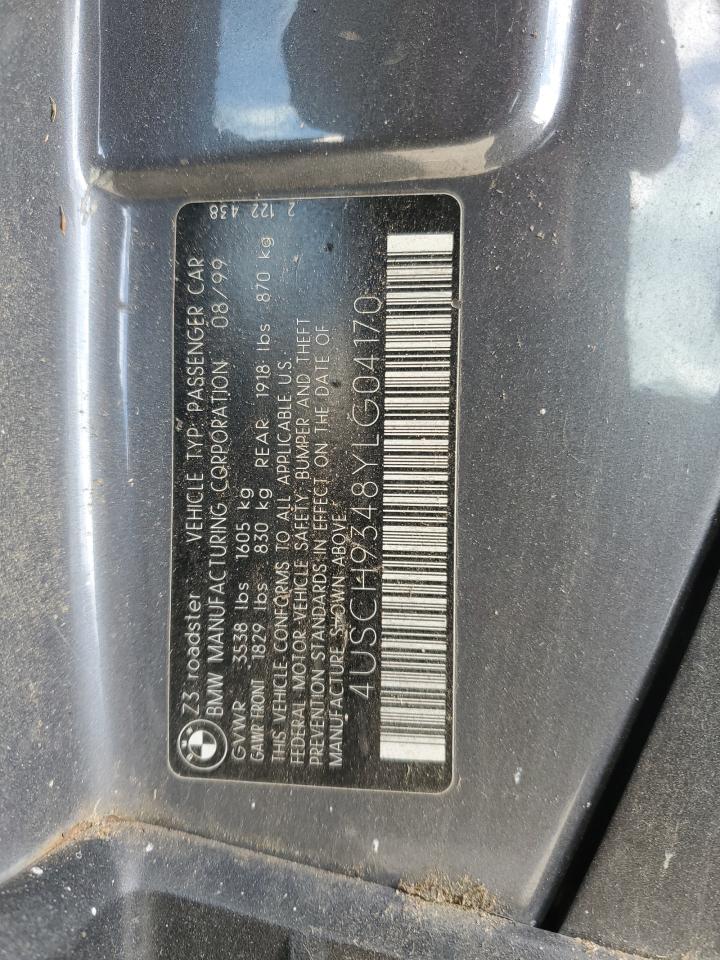 Z3 roadster VEHICLE TYP PASSENGER CAR 2 122 438
BMW MANUFACTURING CORPORATION 08/99
GVWR 3538 lbs 1605 kg
GAWR FRONT 1829 lbs 830 kg REAR 1918 lbs 870 kg
THIS VEHICLE CONFORMS TO ALL APPLICABLE U.S.
FEDERAL MOTOR VEHICLE SAFETY BUMPER AND THEFT
PREVENTION STANDARDS IN EFFECT ON THE DATE OF
MANUFACTURE SHOWN ABOVE.
4USCH9348YLG04170